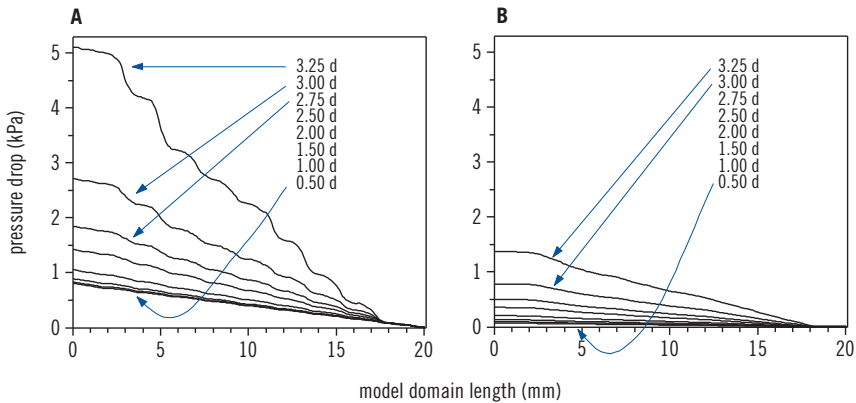 A
B
pressure drop (kPa)
5
4
3
2
1
0
3.25 d
3.00 d
2.75 d
2.50 d
2.00 d
1.50 d
1.00 d
0.50 d
0 5 10 15 20
5
4
3
2
1
0
3.25 d
3.00 d
2.75 d
2.50 d
2.00 d
1.50 d
1.00 d
0.50 d
0 5 10 15 20
model domain length (mm)